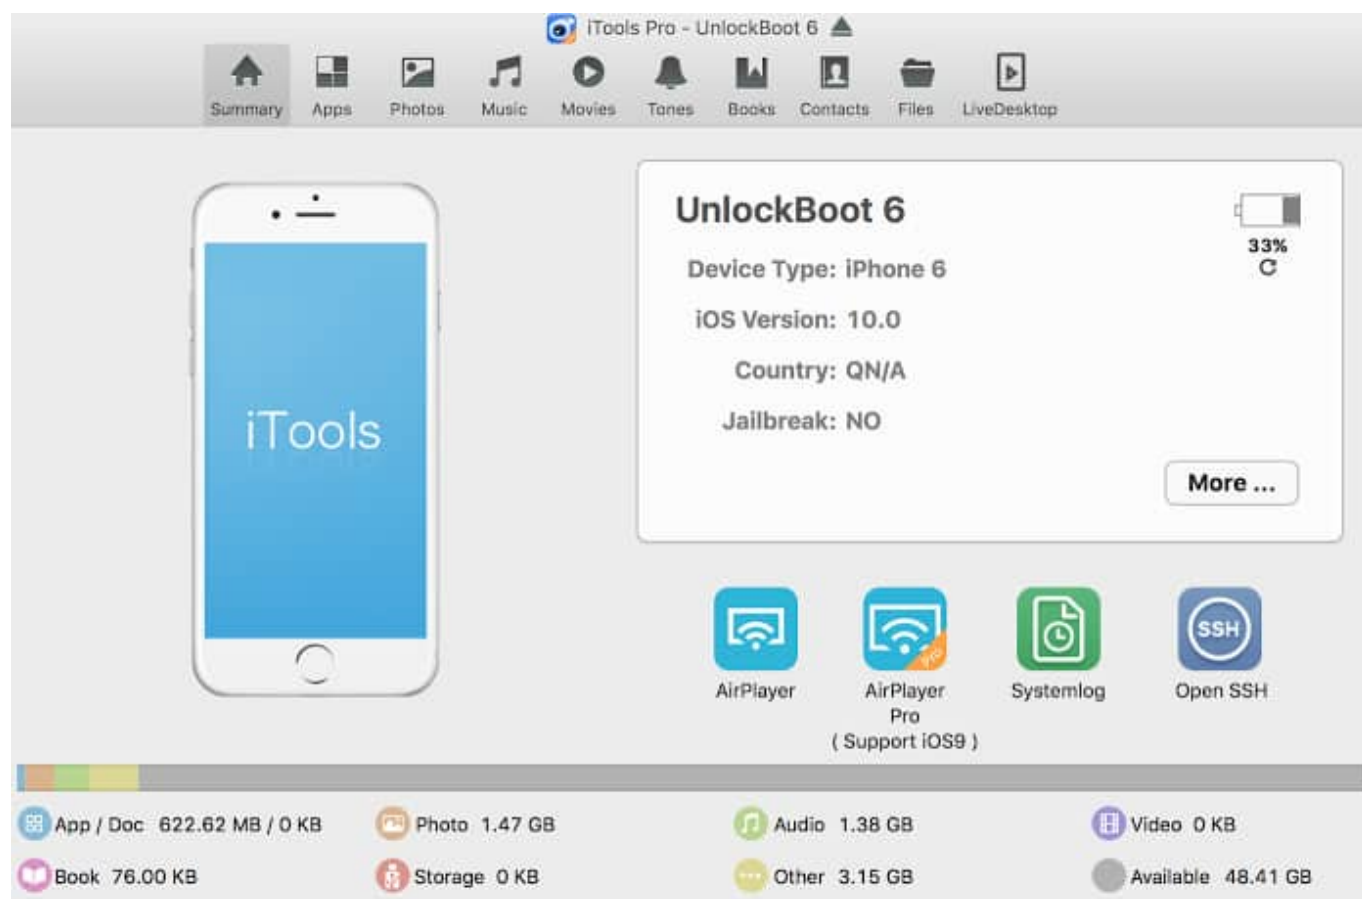 iTools Pro - UnlockBoot 6
Summary Apps Photos Music Movies Tones Books Contacts Files LiveDesktop
iTools
UnlockBoot 6
33%
Device Type: iPhone 6
iOS Version: 10.0
Country: QN/A
Jailbreak: NO
More ...
SSH
Pro
AirPlayer AirPlayer Systemlog Open SSH
Pro
( Support iOS9 )
App / Doc 622.62 MB / 0 KB Photo 1.47 GB Audio 1.38 GB Video 0 KB
Book 76.00 KB Storage 0 KB Other 3.15 GB Available 48.41 GB